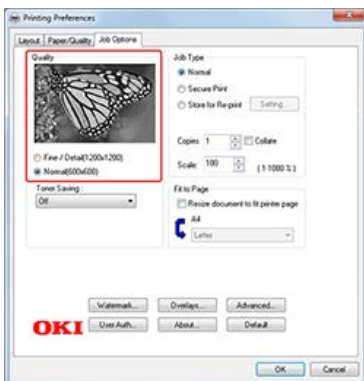 Printing Preferences
Layout Paper/Quality Job Options
Quality
Fine / Detail(1200x1200)
Normal(600x600)
Toner Saving :
Off
Job Type
Normal
Secure Print
Store for Re-print Setting...
Copies 1 Collate
Scale: 100 ( 1-1000 % )
Fit to Page
Resize document to fit printer page
A4
Letter
Watermark... Overlays... Advanced...
OKI User Auth... About... Default
OK Cancel